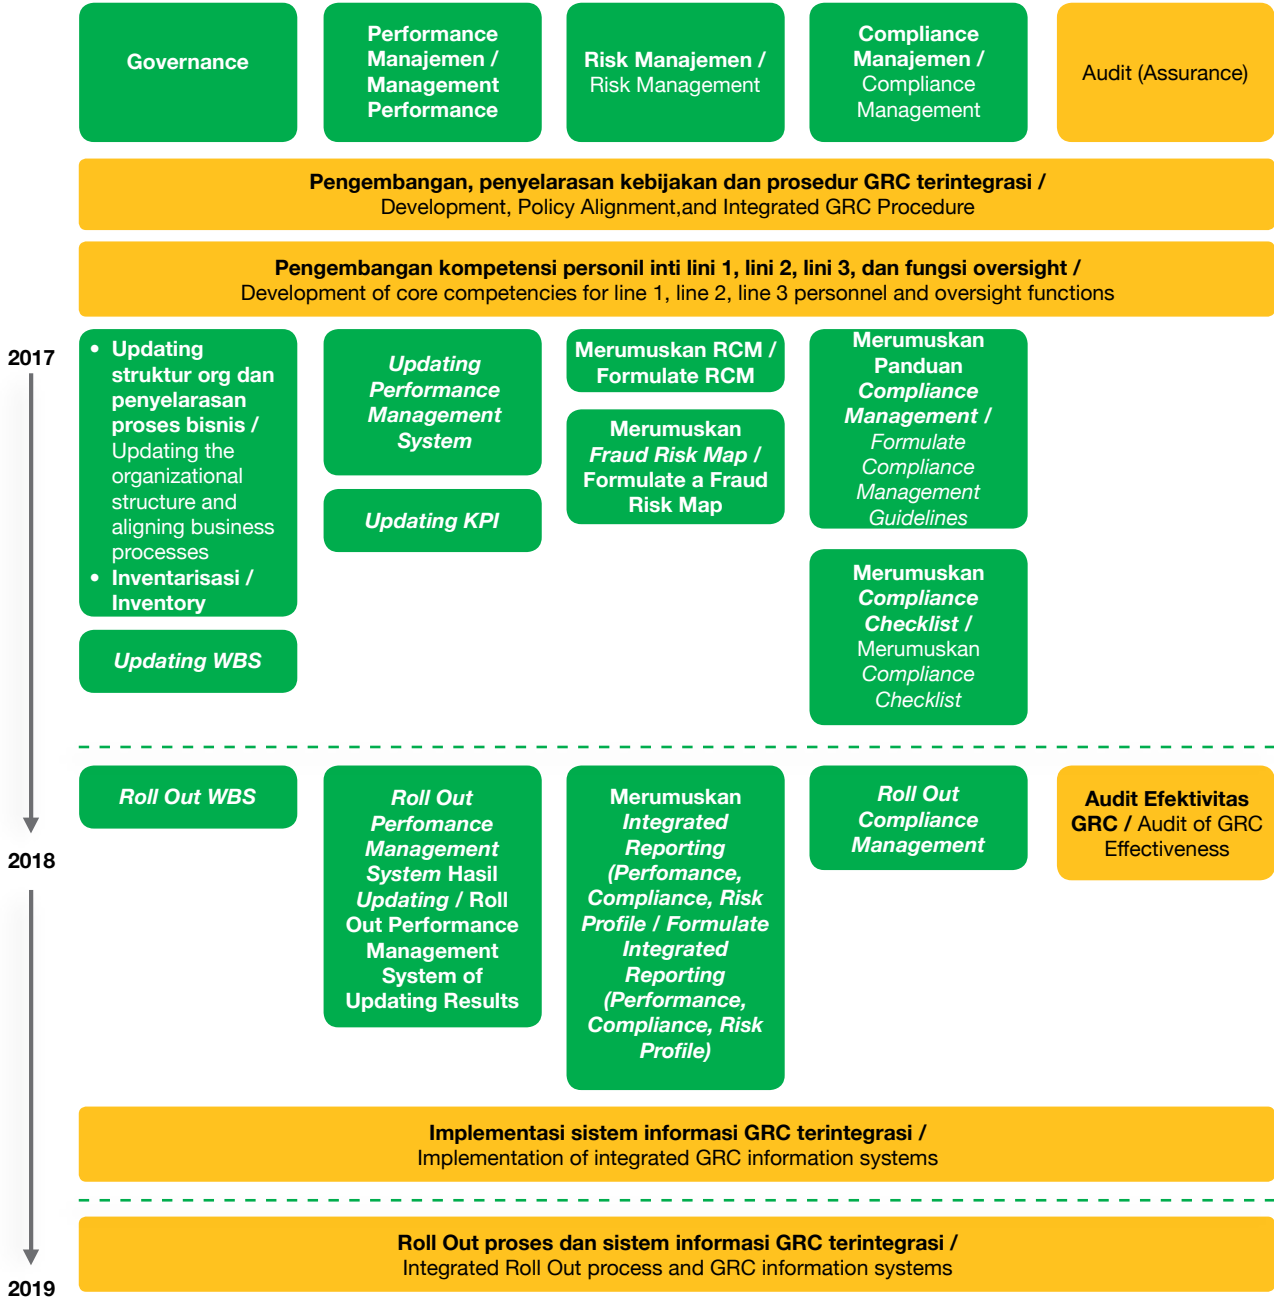 Governance
Performance
Manajemen /
Management
Performance
Risk Manajemen /
Risk Management
Compliance
Manajemen /
Compliance
Management
Audit (Assurance)
Pengembangan, penyelarasan kebijakan dan prosedur GRC terintegrasi /
Development, Policy Alignment,and Integrated GRC Procedure
Pengembangan kompetensi personil inti lini 1, lini 2, lini 3, dan fungsi oversight /
Development of core competencies for line 1, line 2, line 3 personnel and oversight functions
2017
• Updating
struktur org dan
penyelarasan
proses bisnis /
Updating the
organizational
structure and
aligning business
processes
• Inventarisasi /
Inventory
Updating WBS
Updating
Performance
Management
System
Updating KPI
Merumuskan RCM /
Formulate RCM
Merumuskan
Fraud Risk Map /
Formulate a Fraud
Risk Map
Merumuskan
Panduan
Compliance
Management /
Formulate
Compliance
Management
Guidelines
Merumuskan
Compliance
Checklist /
Merumuskan
Compliance
Checklist
2018
Roll Out WBS
Roll Out
Perfomance
Management
System Hasil
Updating / Roll
Out Performance
Management
System of
Updating Results
Merumuskan
Integrated
Reporting
(Perfomance,
Compliance, Risk
Profile / Formulate
Integrated
Reporting
(Performance,
Compliance, Risk
Profile)
Roll Out
Compliance
Management
Audit Efektivitas
GRC / Audit of GRC
Effectiveness
Implementasi sistem informasi GRC terintegrasi /
Implementation of integrated GRC information systems
Roll Out proses dan sistem informasi GRC terintegrasi /
Integrated Roll Out process and GRC information systems
2019